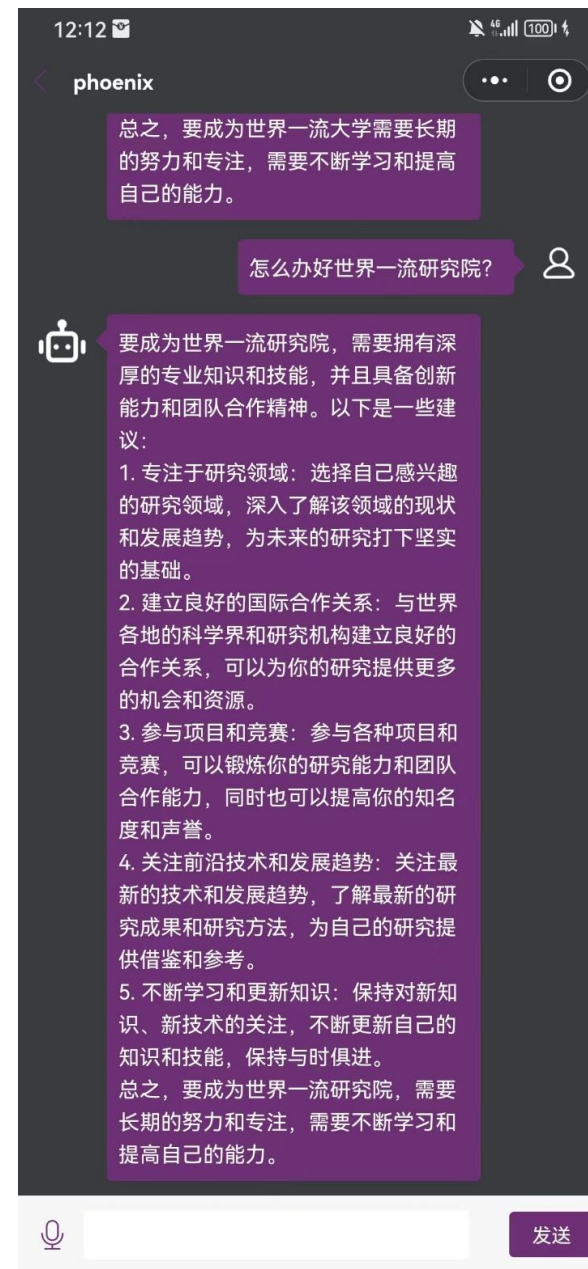 12:12
4G
100
phoenix
总之，要成为世界一流大学需要长期
的努力和专注，需要不断学习和提高
自己的能力。
怎么办好世界一流研究院？
要成为世界一流研究院，需要拥有深
厚的专业知识和技能，并且具备创新
能力和团队合作精神。以下是一些建
议：
1. 专注于研究领域：选择自己感兴趣
的研究领域，深入了解该领域的现状
和发展趋势，为未来的研究打下坚实
的基础。
2. 建立良好的国际合作关系：与世界
各地的科学界和研究机构建立良好的
合作关系，可以为你的研究提供更多
的机会和资源。
3. 参与项目和竞赛：参与各种项目和
竞赛，可以锻炼你的研究能力和团队
合作能力，同时也可以提高你的知名
度和声誉。
4. 关注前沿技术和发展趋势：关注最
新的技术和发展趋势，了解最新的研
究成果和研究方法，为自己的研究提
供借鉴和参考。
5. 不断学习和更新知识：保持对新知
识、新技术的关注，不断更新自己的
知识和技能，保持与时俱进。
总之，要成为世界一流研究院，需要
长期的努力和专注，需要不断学习和
提高自己的能力。
发送